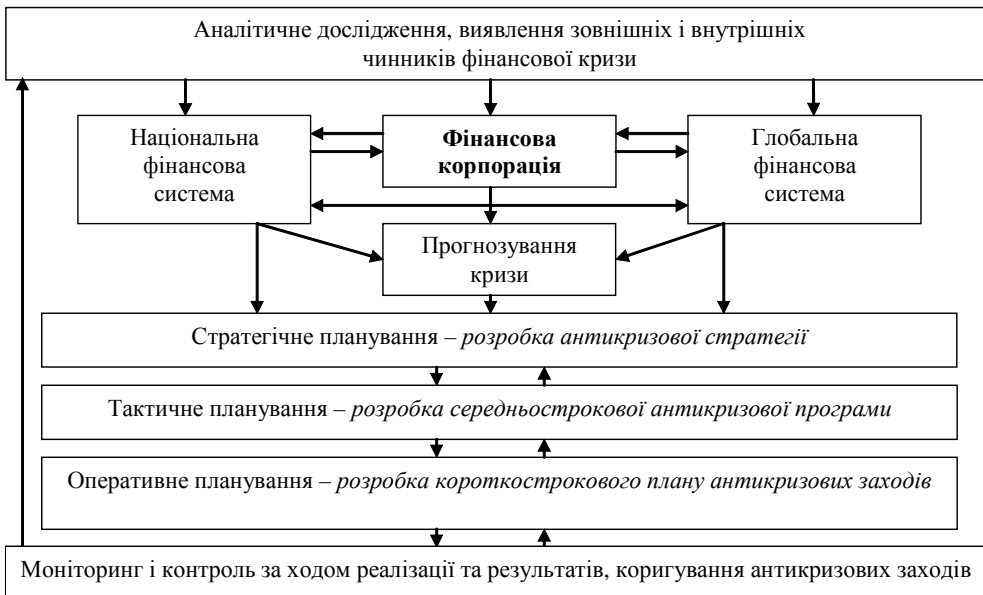 Аналітичне дослідження, виявлення зовнішніх і внутрішніх
чинників фінансової кризи
Національна
фінансова
система
Фінансова
корпорація
Глобальна
фінансова
система
Прогнозування
кризи
Стратегічне планування – розробка антикризової стратегії
Тактичне планування – розробка середньострокової антикризової програми
Оперативне планування – розробка короткострокового плану антикризових заходів
Моніторинг і контроль за ходом реалізації та результатів, коригування антикризових заходів